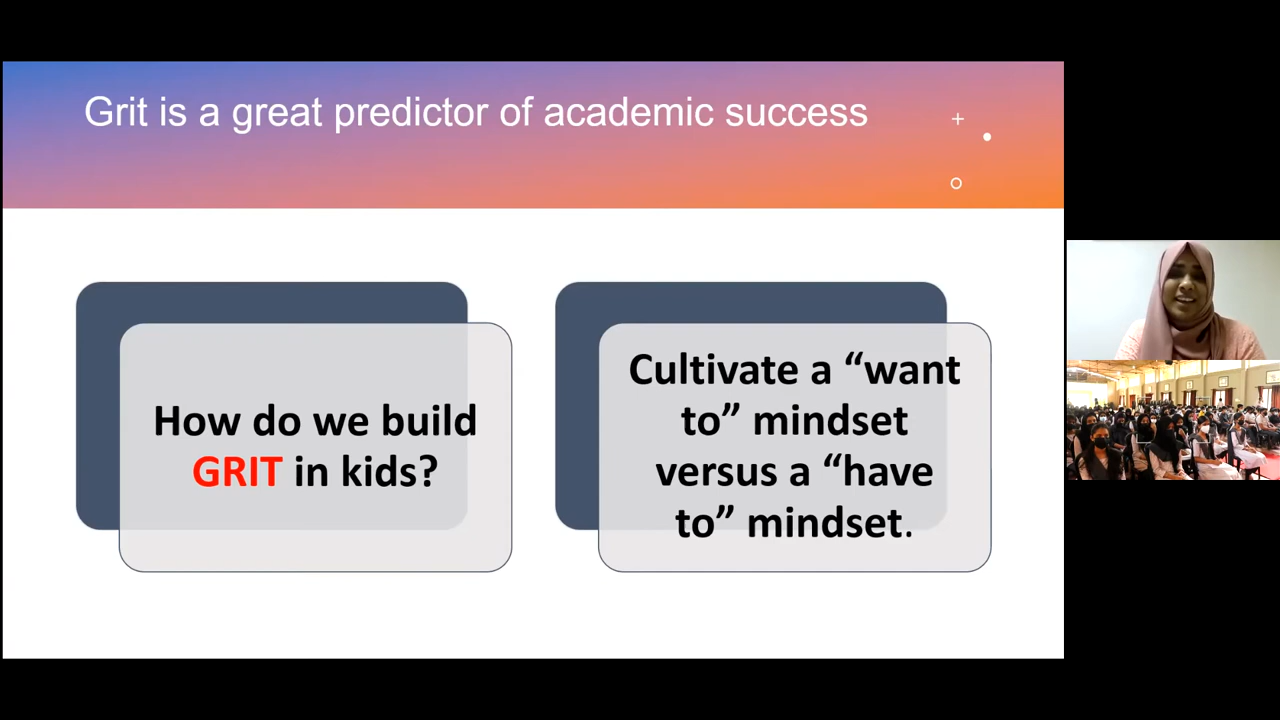 Grit is a great predictor of academic success
How do we build
GRIT in kids?
Cultivate a “want
to” mindset
versus a “have
to” mindset.